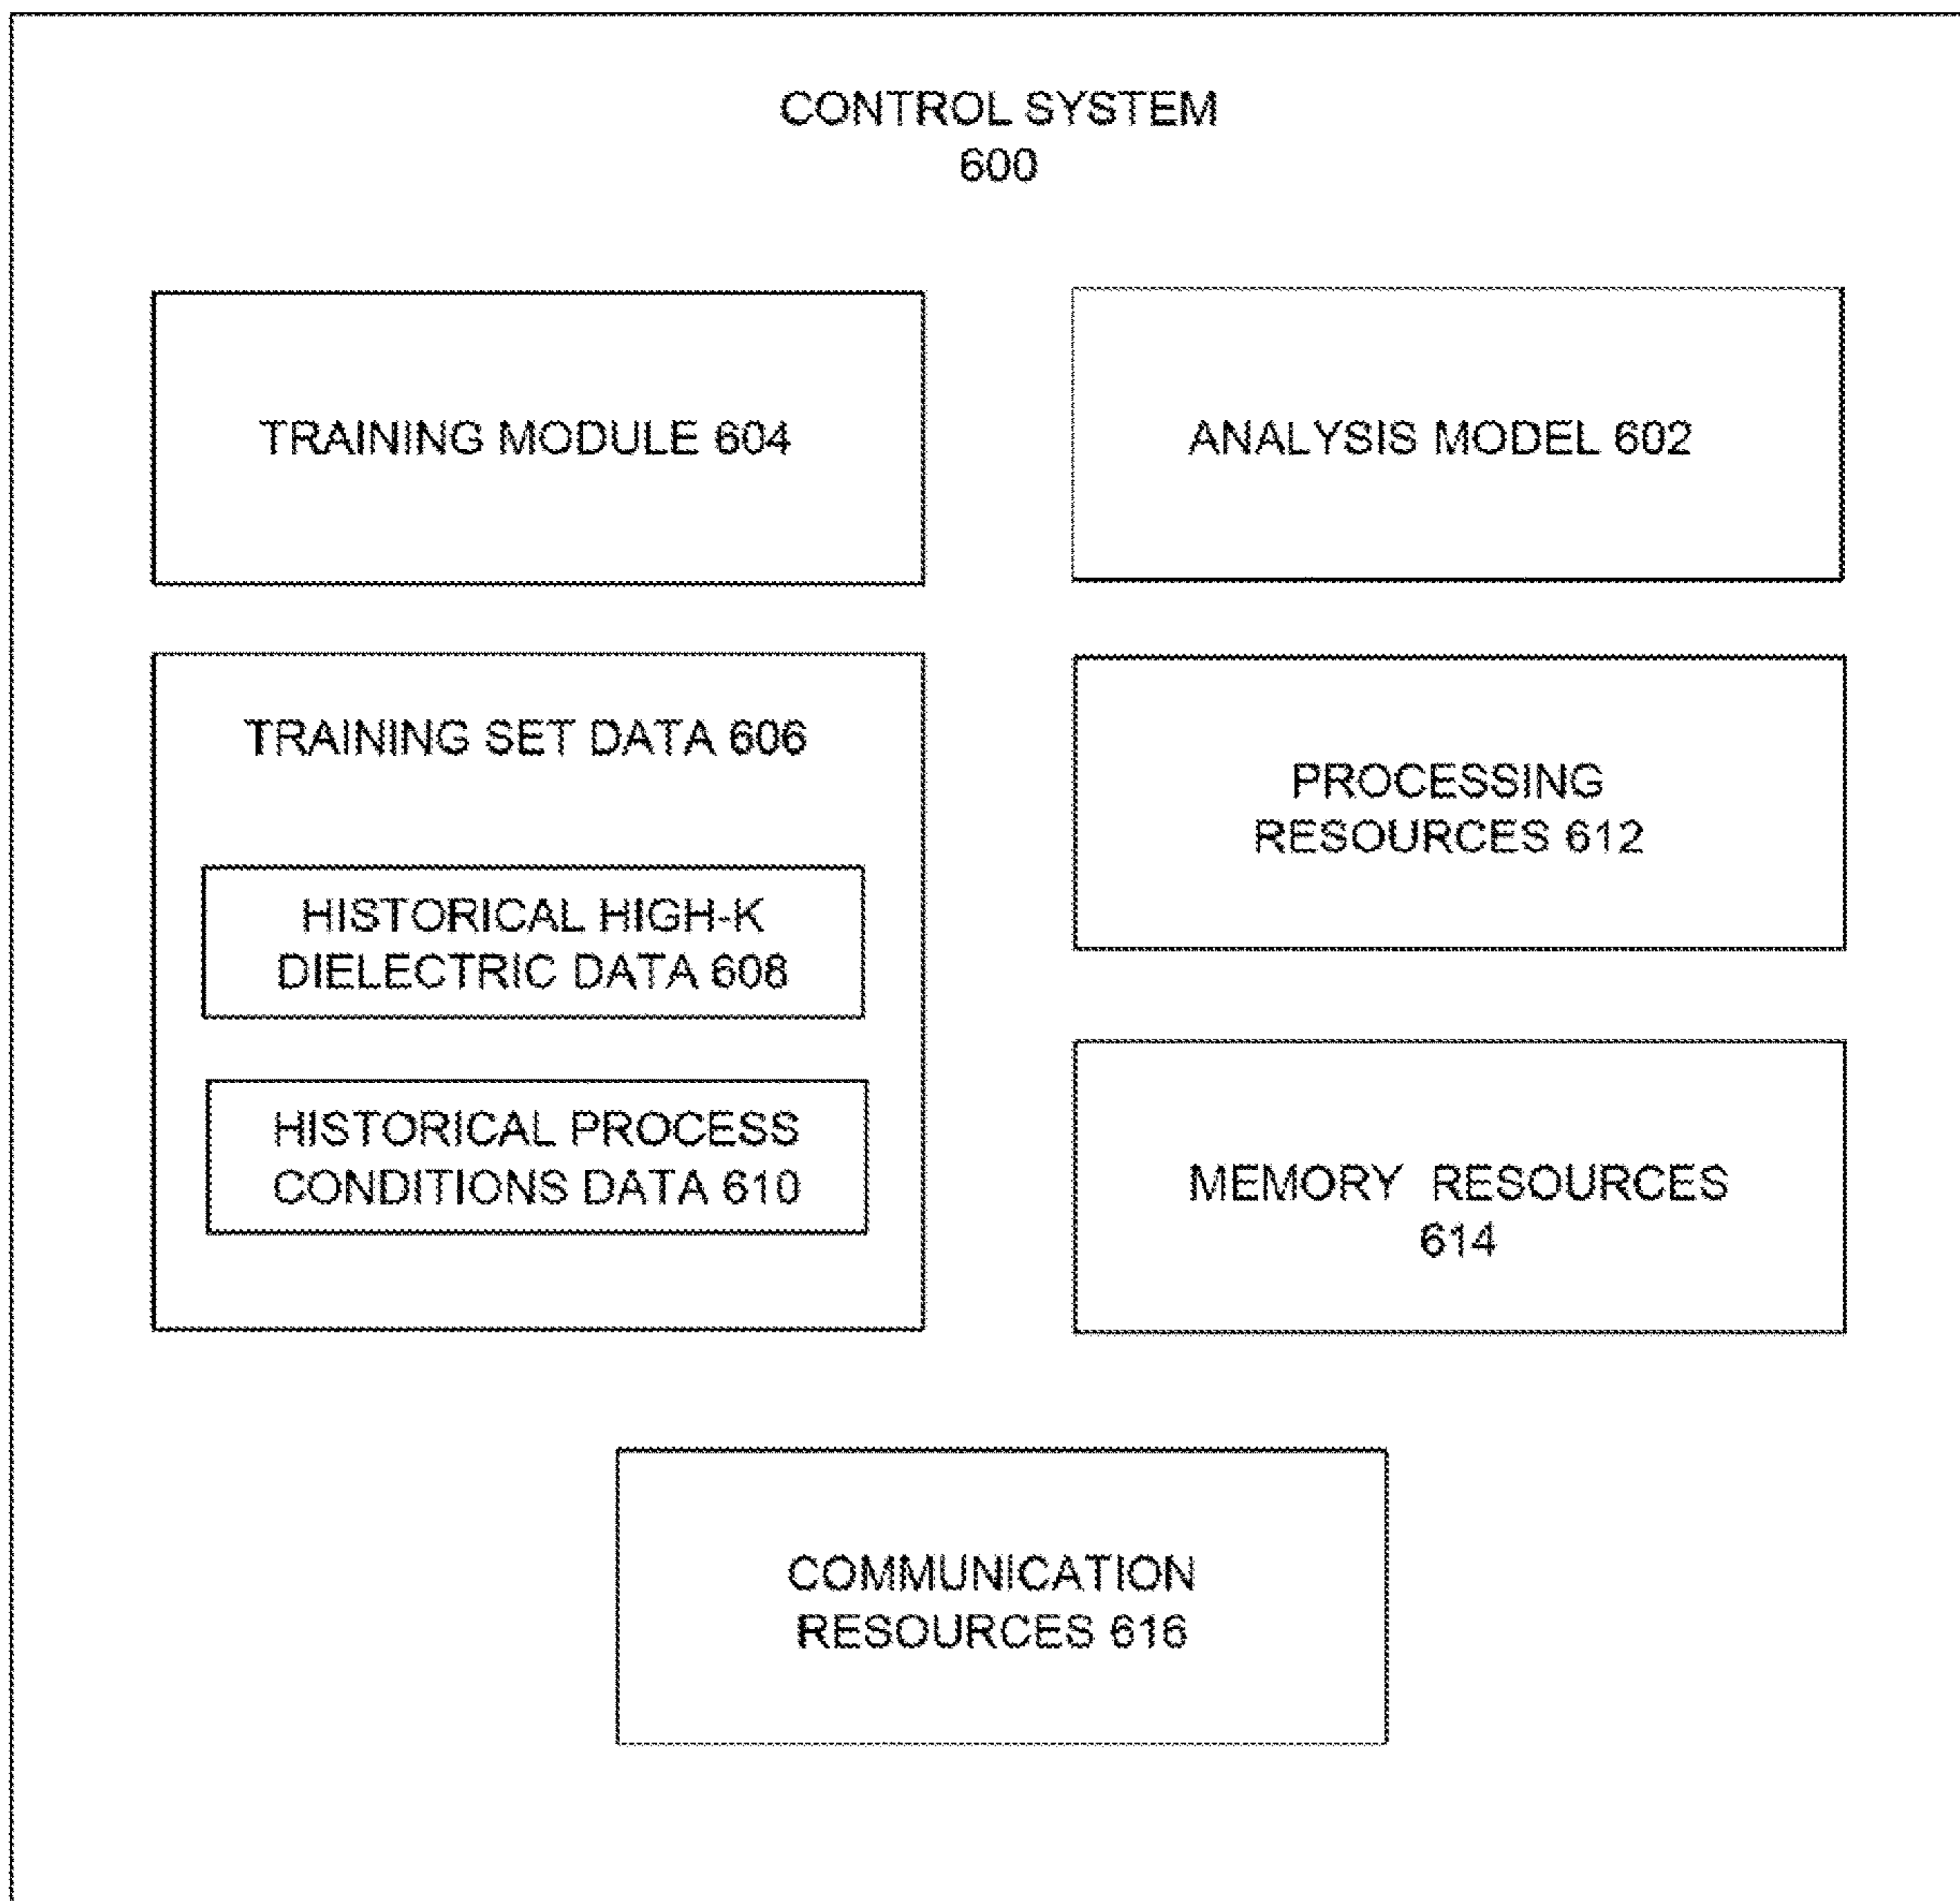 CONTROL SYSTEM
600
TRAINING MODULE 604
ANALYSIS MODEL 602
TRAINING SET DATA 606
HISTORICAL HIGH-K
DIELECTRIC DATA 608
HISTORICAL PROCESS
CONDITIONS DATA 610
PROCESSING
RESOURCES 612
MEMORY RESOURCES
614
COMMUNICATION
RESOURCES 616